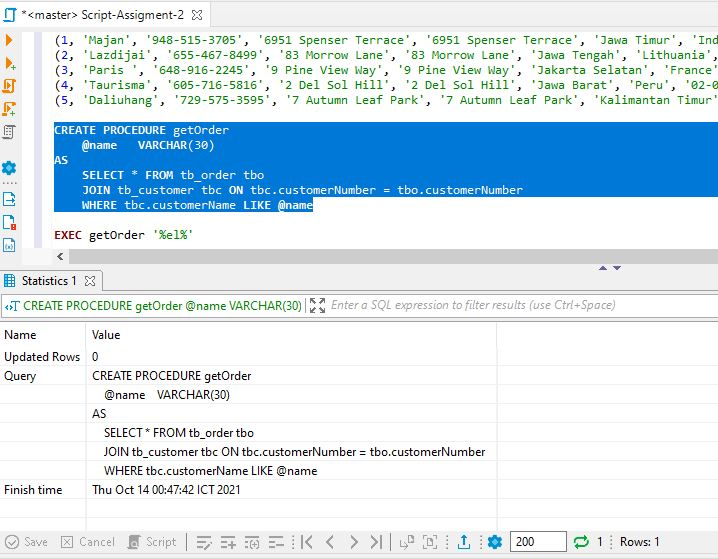 *<master> Script-Assigment-2
(1, 'Majan', '948-515-3705', '6951 Spenser Terrace', '6951 Spenser Terrace', 'Jawa Timur', 'Ind
(2, 'Lazdijai', '655-467-8499', '83 Morrow Lane', '83 Morrow Lane', 'Jawa Tengah', 'Lithuania',
(3, 'Paris ', '648-916-2245', '9 Pine View Way', '9 Pine View Way', 'Jakarta Selatan', 'France'
(4, 'Taurisma', '605-716-5816', '2 Del Sol Hill', '2 Del Sol Hill', 'Jawa Barat', 'Peru', '02-0
(5, 'Daliuhang', '729-575-3595', '7 Autumn Leaf Park', '7 Autumn Leaf Park', 'Kalimantan Timur'
CREATE PROCEDURE getOrder
@name VARCHAR(30)
AS
SELECT * FROM tb_order tbo
JOIN tb_customer tbc ON tbc.customerNumber = tbo.customerNumber
WHERE tbc.customerName LIKE @name
EXEC getOrder '%el%'
Statistics 1
CREATE PROCEDURE getOrder @name VARCHAR(30) Enter a SQL expression to filter results (use Ctrl+Space)
Name Value
Updated Rows 0
Query CREATE PROCEDURE getOrder
@name VARCHAR(30)
AS
SELECT * FROM tb_order tbo
JOIN tb_customer tbc ON tbc.customerNumber = tbo.customerNumber
WHERE tbc.customerName LIKE @name
Finish time Thu Oct 14 00:47:42 ICT 2021
Save Cancel Script 200 1 Rows: 1